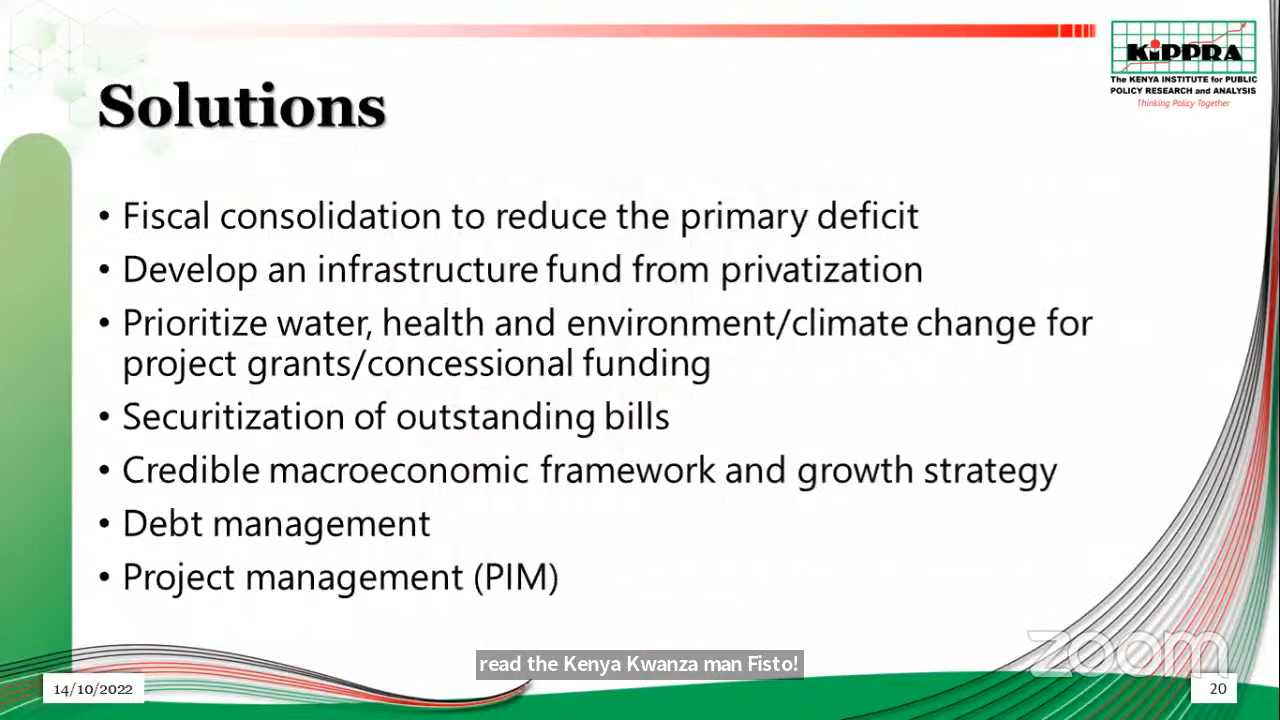 KIPPRA
The KENYA INSTITUTE for PUBLIC
POLICY RESEARCH and ANALYSIS
Thinking Policy Together
Solutions
• Fiscal consolidation to reduce the primary deficit
• Develop an infrastructure fund from privatization
• Prioritize water, health and environment/climate change for
project grants/concessional funding
• Securitization of outstanding bills
• Credible macroeconomic framework and growth strategy
• Debt management
• Project management (PIM)
zoom
read the Kenya Kwanza man Fisto!
14/10/2022
20